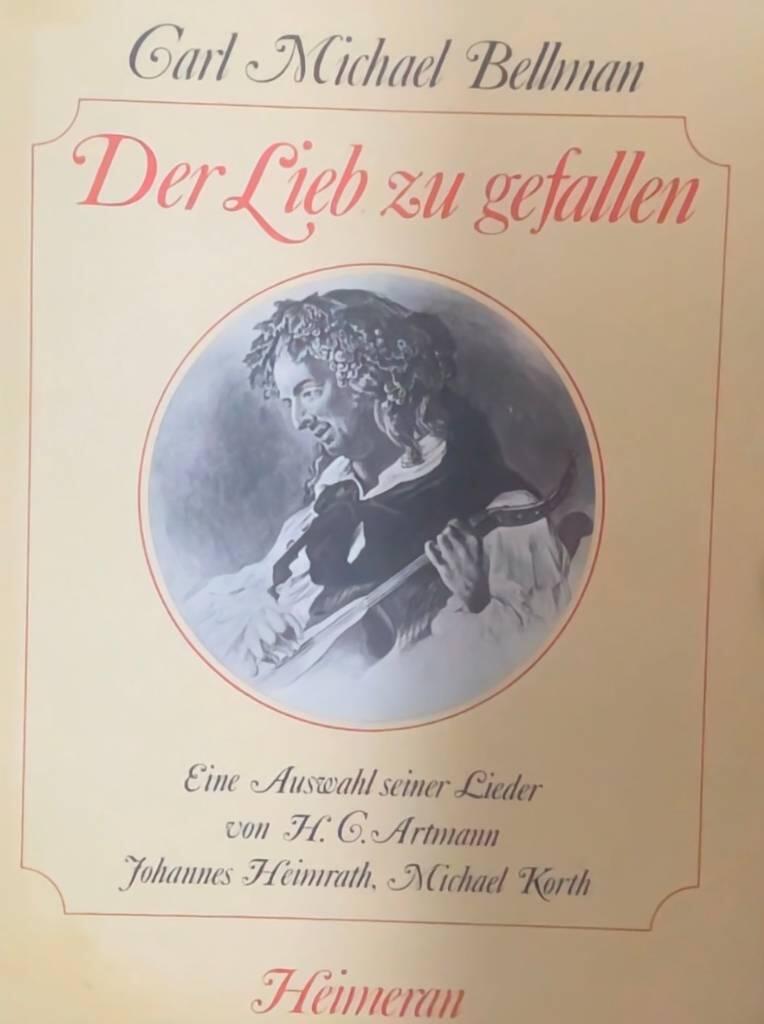 Carl Michael Bellman
Der Lieb zu gefallen
Eine Auswahl seiner Lieder
von H. C. Artmann
Johannes Heimrath, Michael Korth
Heimeran